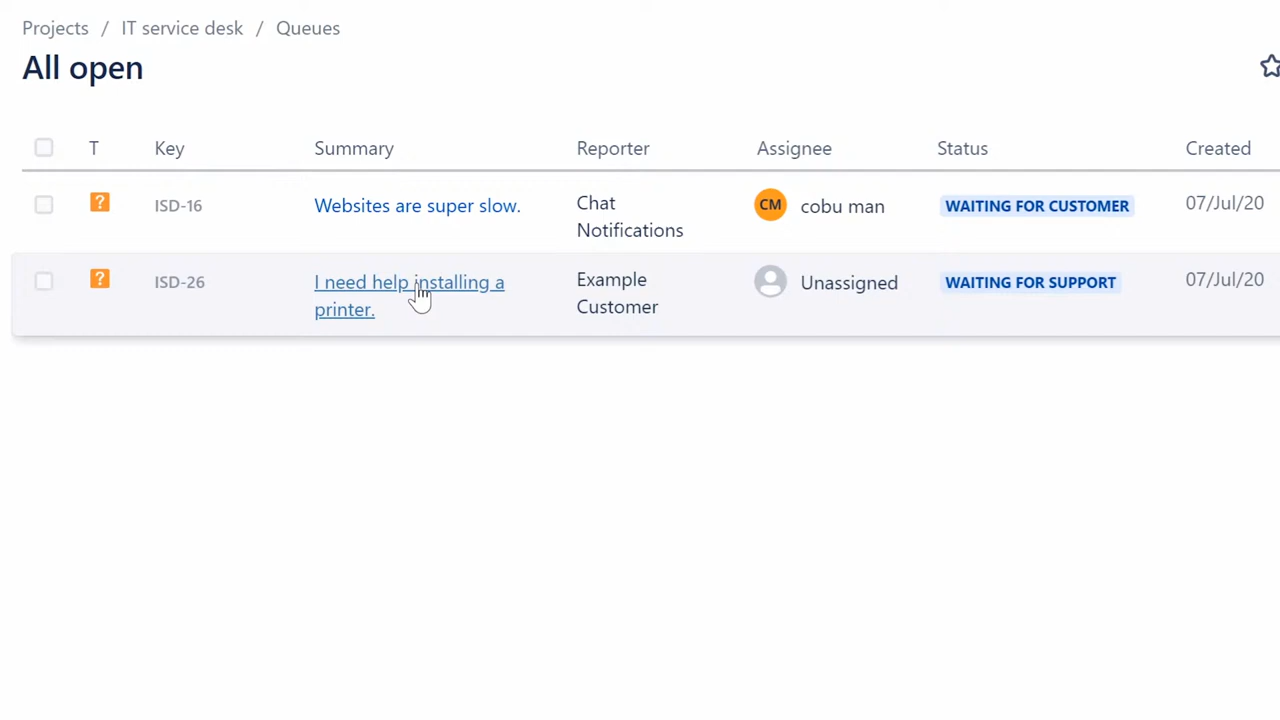 Projects / IT service desk / Queues
All open
T Key Summary Reporter Assignee Status Created
? ISD-16 Websites are super slow. Chat Notifications CM cobu man WAITING FOR CUSTOMER 07/Jul/20
? ISD-26 I need help installing a printer. Example Customer Unassigned WAITING FOR SUPPORT 07/Jul/20